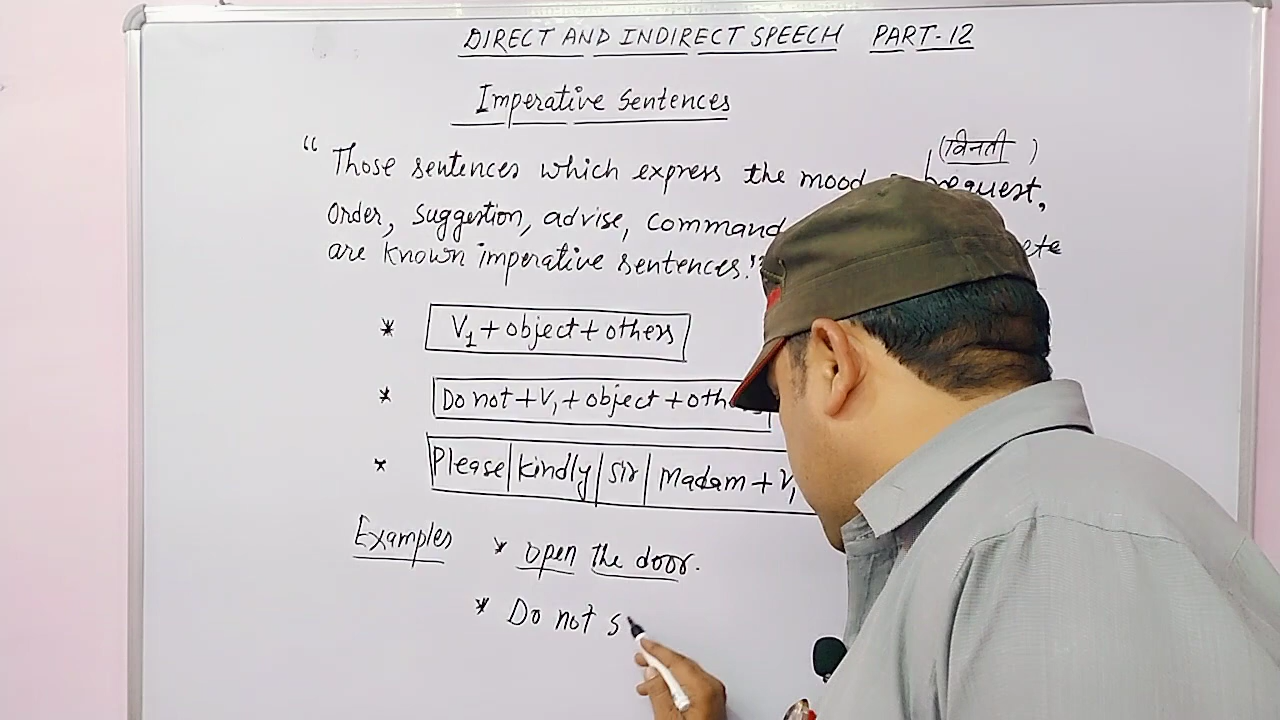 DIRECT AND INDIRECT SPEECH PART-12
Imperative Sentences
(विनती)
“ Those sentences which express the mood request,
Order, suggestion, advise, command
are known imperative sentences.”
* V1 + object + others
* Do not + V1 + object + oth
* Please | kindly | sir | Madam + V1
Examples * open the door.
* Do not s